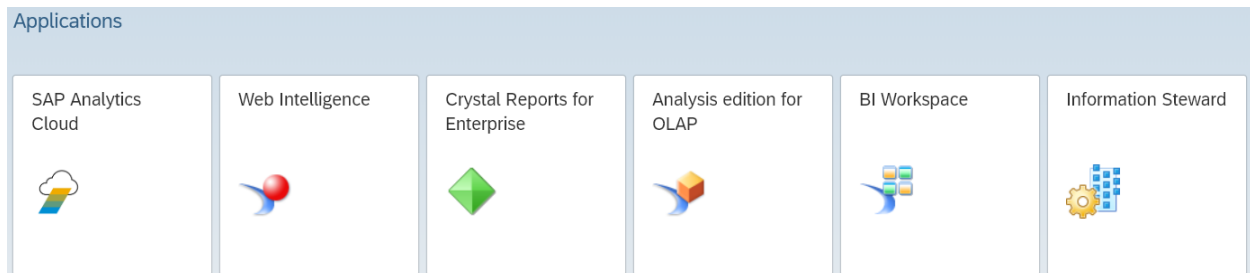 Applications
SAP Analytics
Cloud
Web Intelligence
Crystal Reports for
Enterprise
Analysis edition for
OLAP
BI Workspace
Information Steward